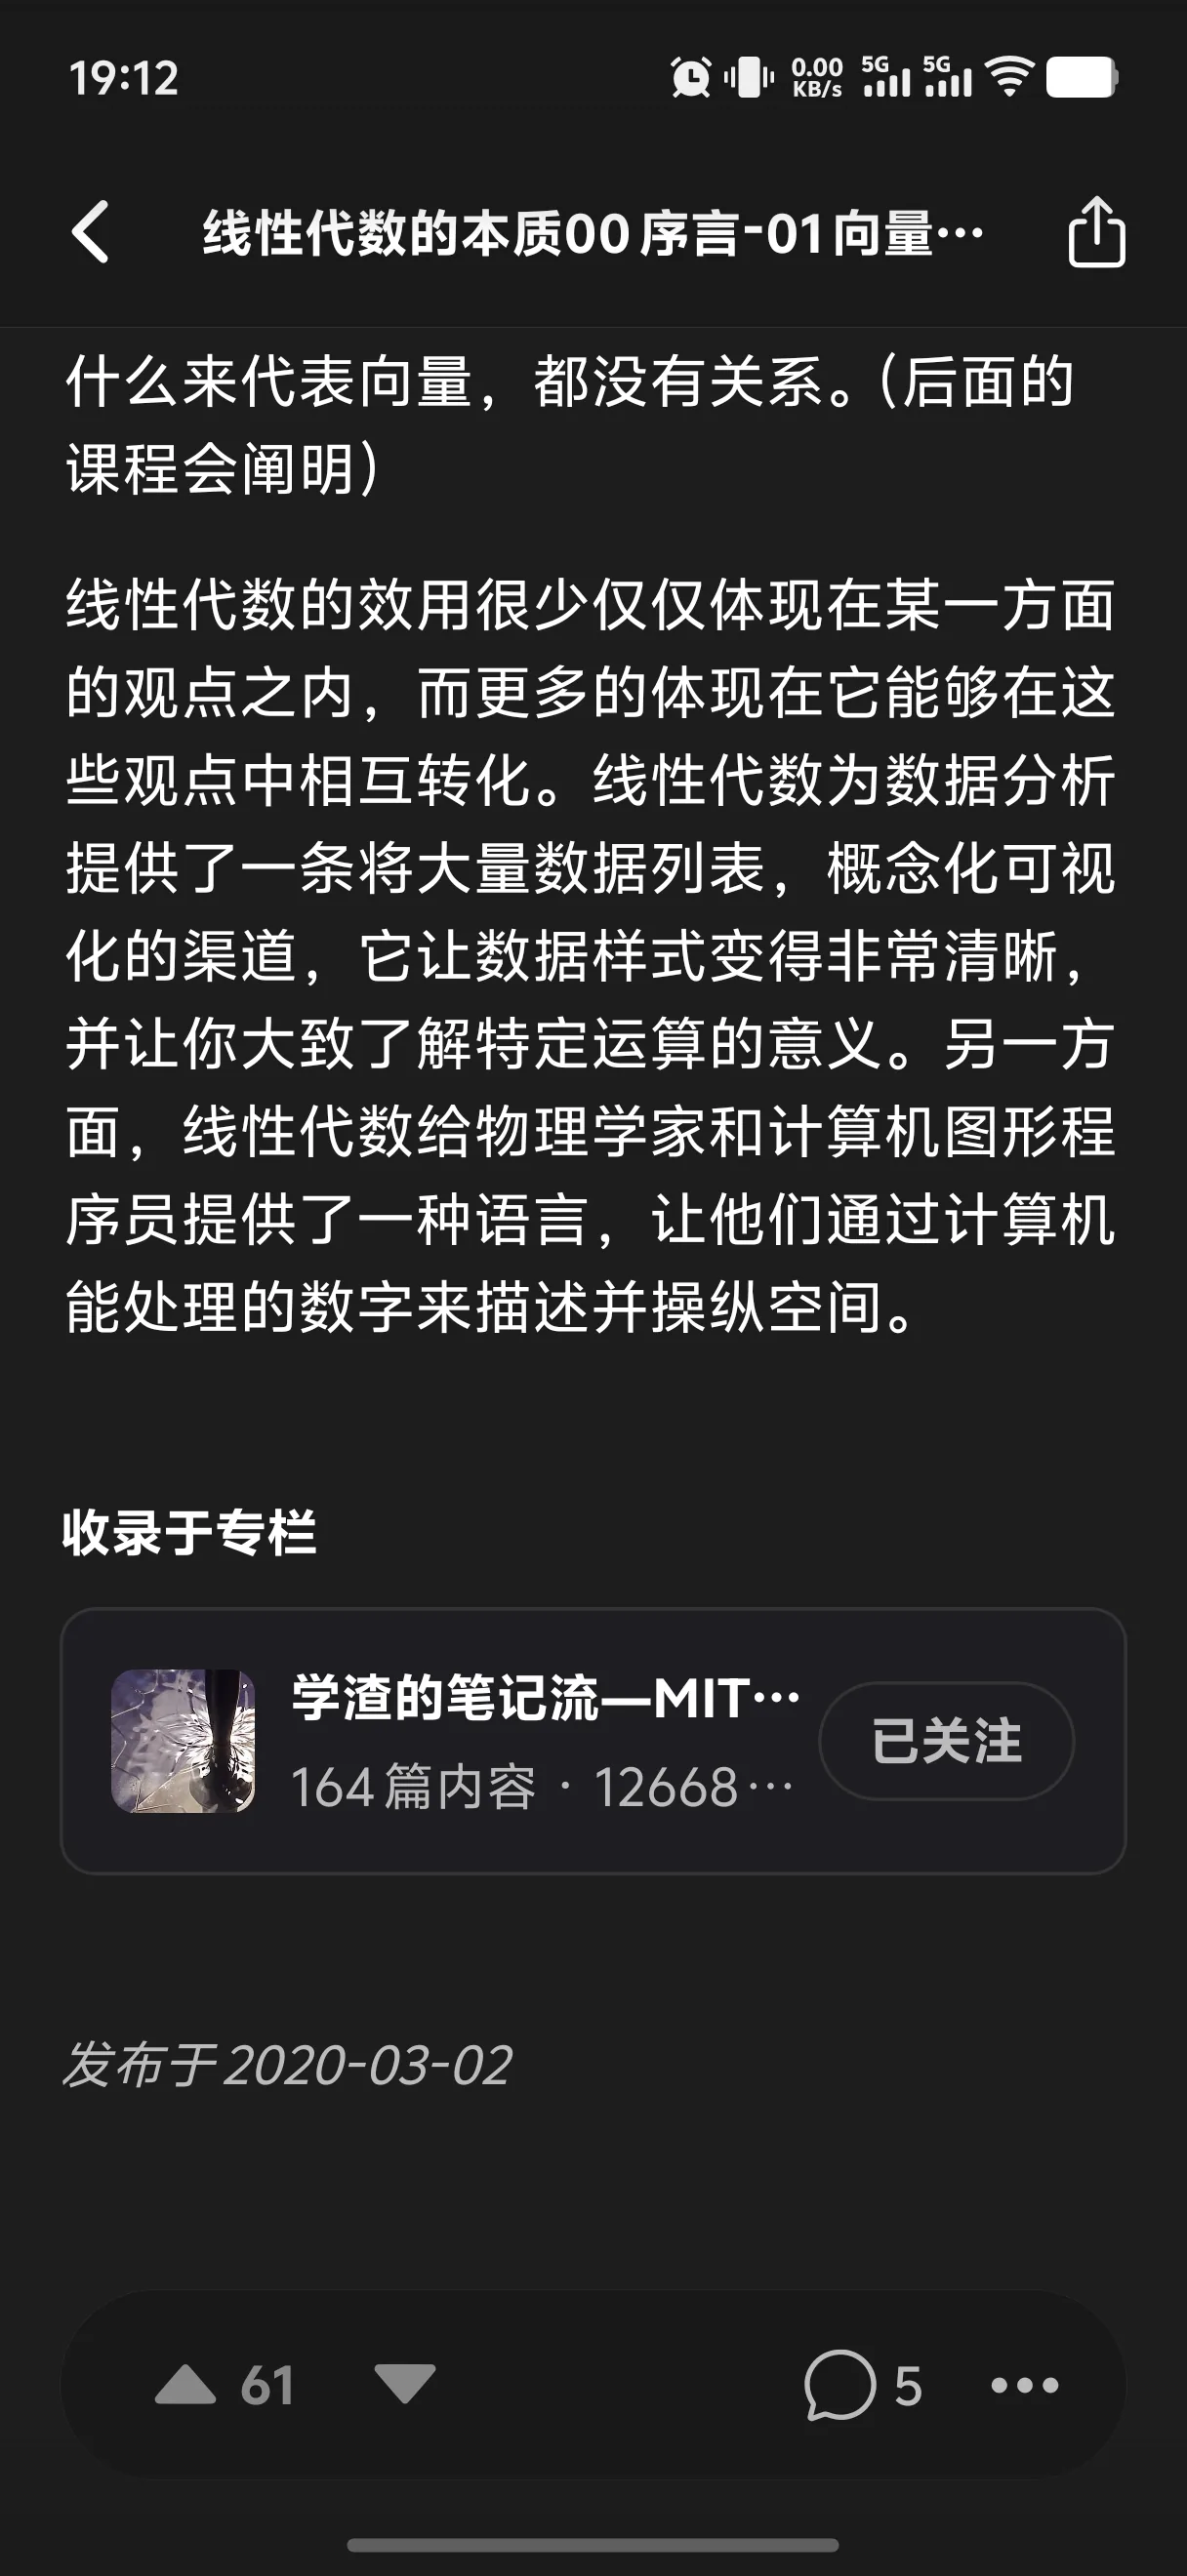 19:12
0.00
KB/s
5G
5G
线性代数的本质00序言-01向量…
什么来代表向量，都没有关系。（后面的
课程会阐明）
线性代数的效用很少仅仅体现在某一方面
的观点之内，而更多的体现在它能够在这
些观点中相互转化。线性代数为数据分析
提供了一条将大量数据列表，概念化可视
化的渠道，它让数据样式变得非常清晰，
并让你大致了解特定运算的意义。另一方
面，线性代数给物理学家和计算机图形程
序员提供了一种语言，让他们通过计算机
能处理的数字来描述并操纵空间。
收录于专栏
学渣的笔记流—MIT…
已关注
164 篇内容 · 12668…
发布于 2020-03-02
61
5